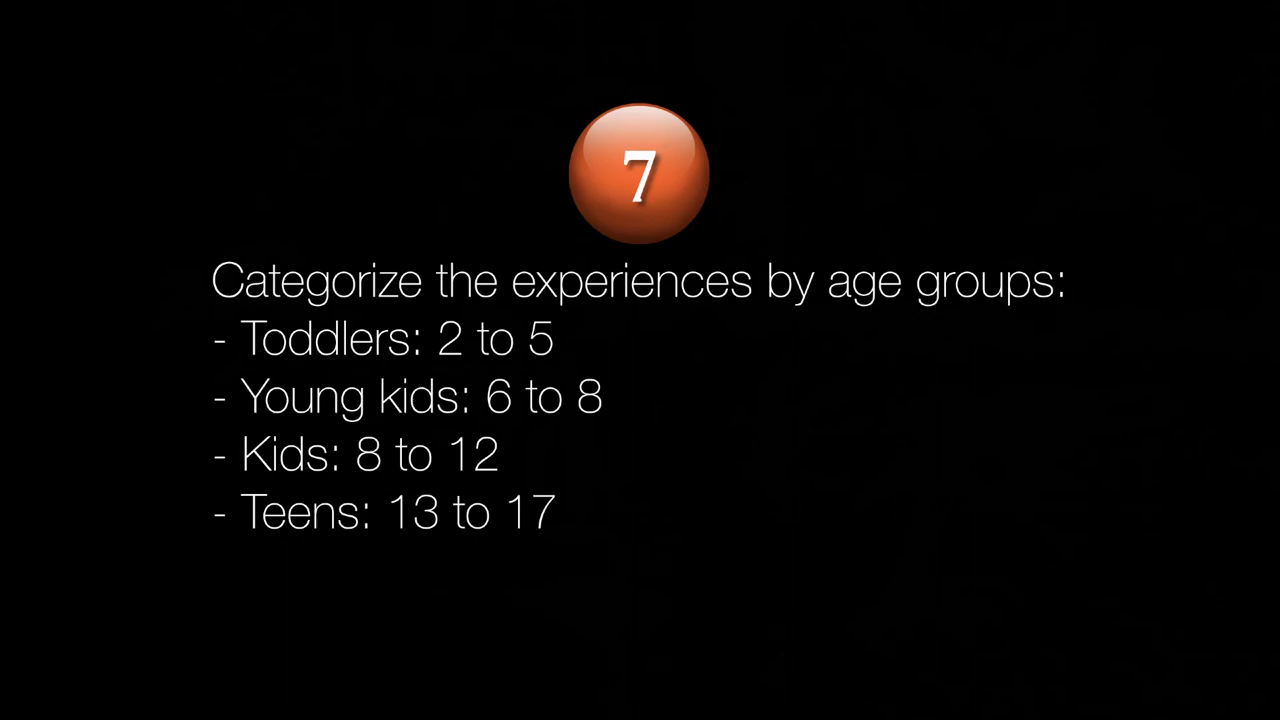 7
Categorize the experiences by age groups:
- Toddlers: 2 to 5
- Young kids: 6 to 8
- Kids: 8 to 12
- Teens: 13 to 17